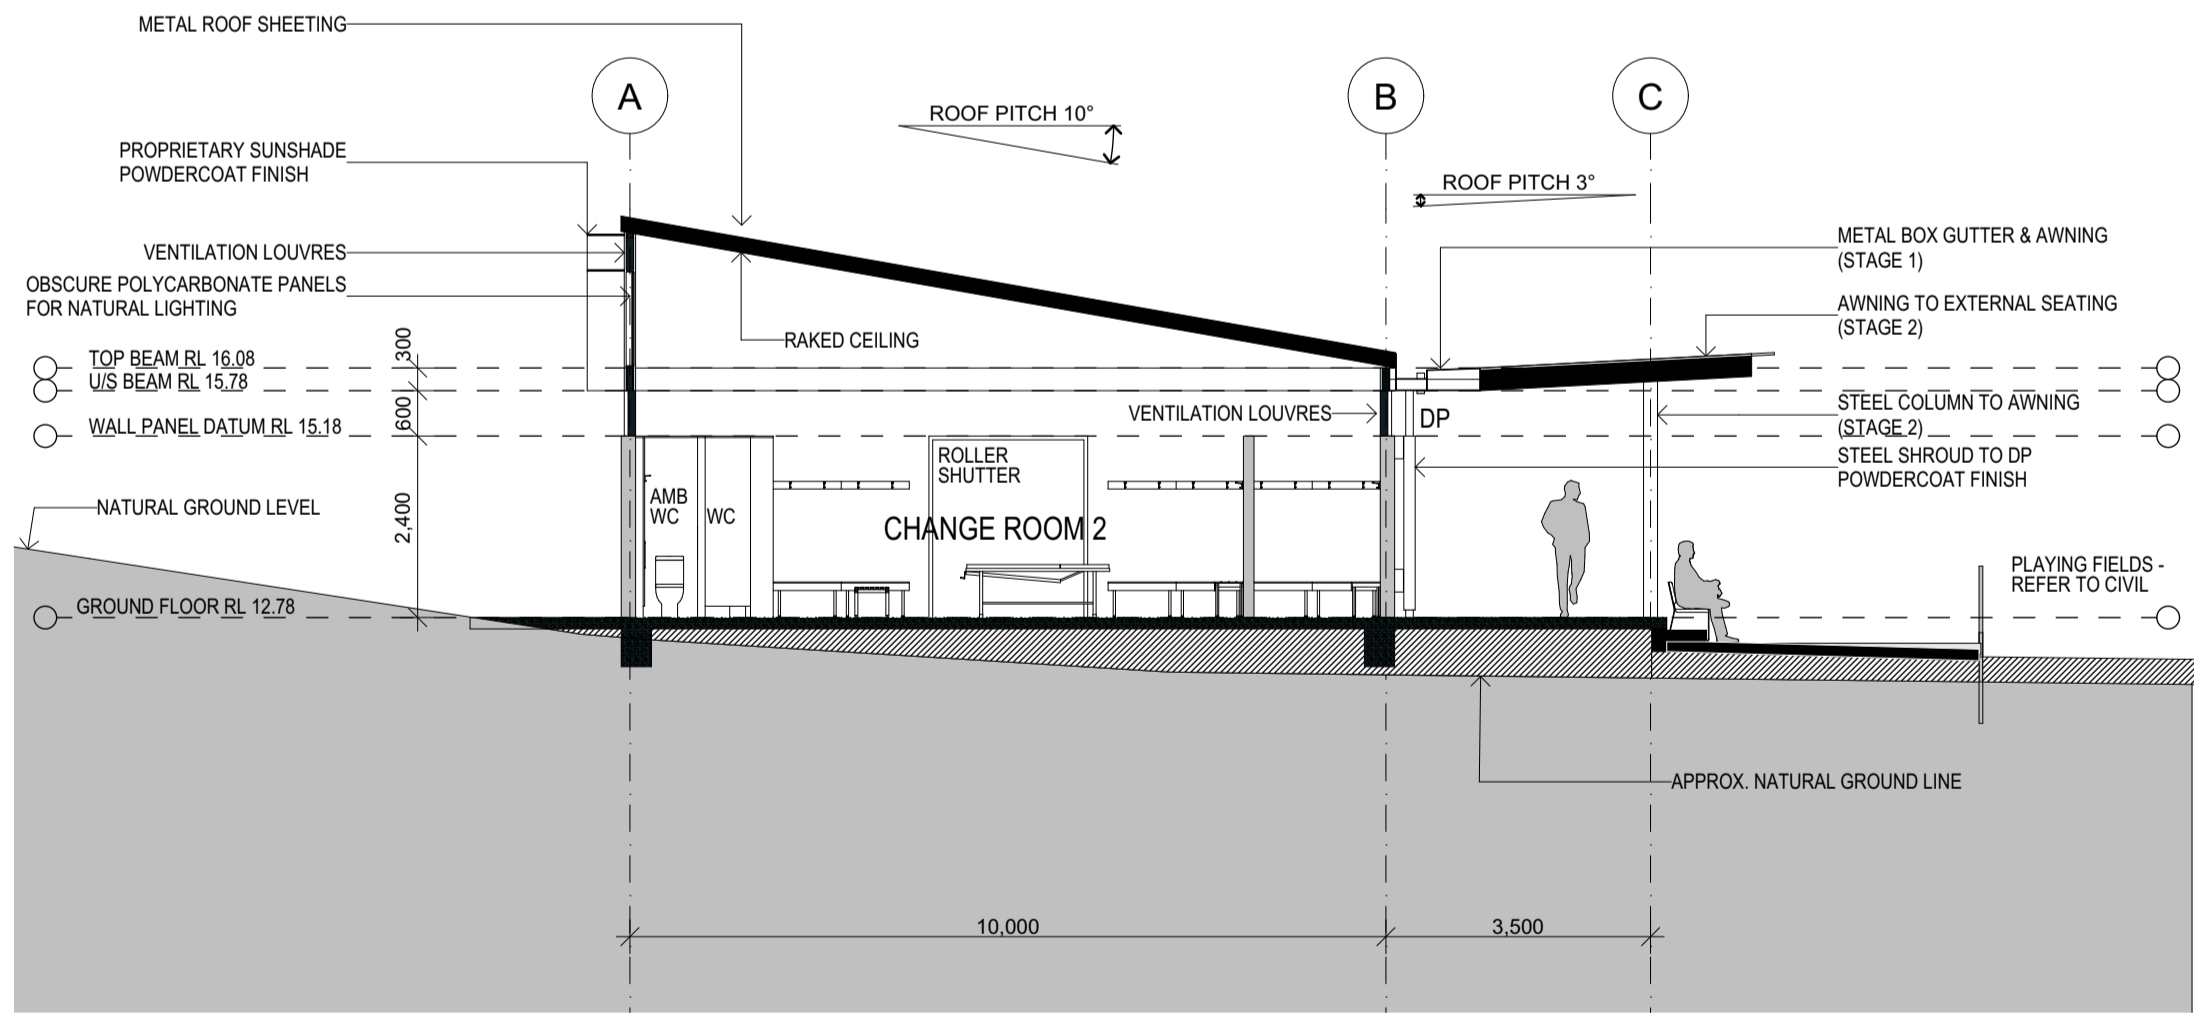 METAL ROOF SHEETING
A
B
C
ROOF PITCH 10°
PROPRIETARY SUNSHADE
POWDERCOAT FINISH
ROOF PITCH 3°
METAL BOX GUTTER & AWNING
(STAGE 1)
VENTILATION LOUVRES
OBSCURE POLYCARBONATE PANELS
FOR NATURAL LIGHTING
AWNING TO EXTERNAL SEATING
(STAGE 2)
RAKED CEILING
300
TOP BEAM RL 16.08
U/S BEAM RL 15.78
600
WALL PANEL DATUM RL 15.18
VENTILATION LOUVRES
DP
STEEL COLUMN TO AWNING
(STAGE 2)
STEEL SHROUD TO DP
POWDERCOAT FINISH
ROLLER
SHUTTER
AMB
WC
WC
NATURAL GROUND LEVEL
2,400
CHANGE ROOM 2
PLAYING FIELDS -
REFER TO CIVIL
GROUND FLOOR RL 12.78
APPROX. NATURAL GROUND LINE
10,000
3,500